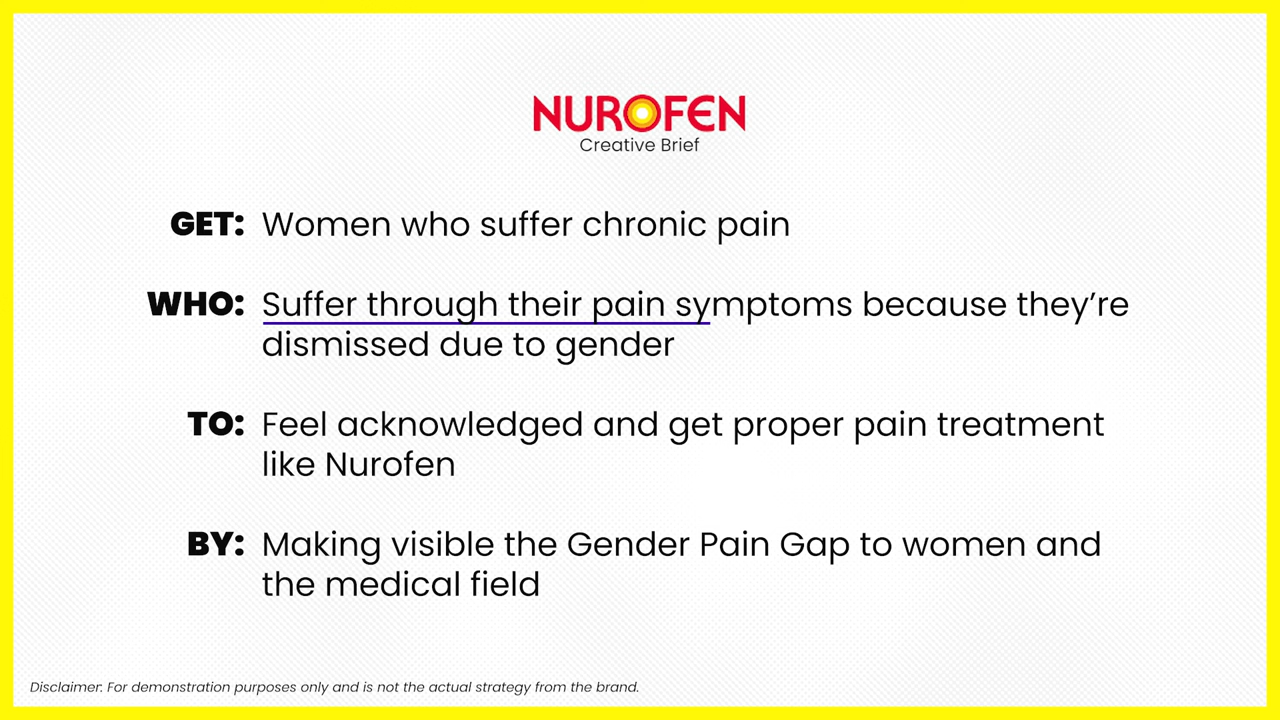 NUROFEN
Creative Brief
GET: Women who suffer chronic pain
WHO: Suffer through their pain symptoms because they’re
dismissed due to gender
TO: Feel acknowledged and get proper pain treatment
like Nurofen
BY: Making visible the Gender Pain Gap to women and
the medical field
Disclaimer: For demonstration purposes only and is not the actual strategy from the brand.